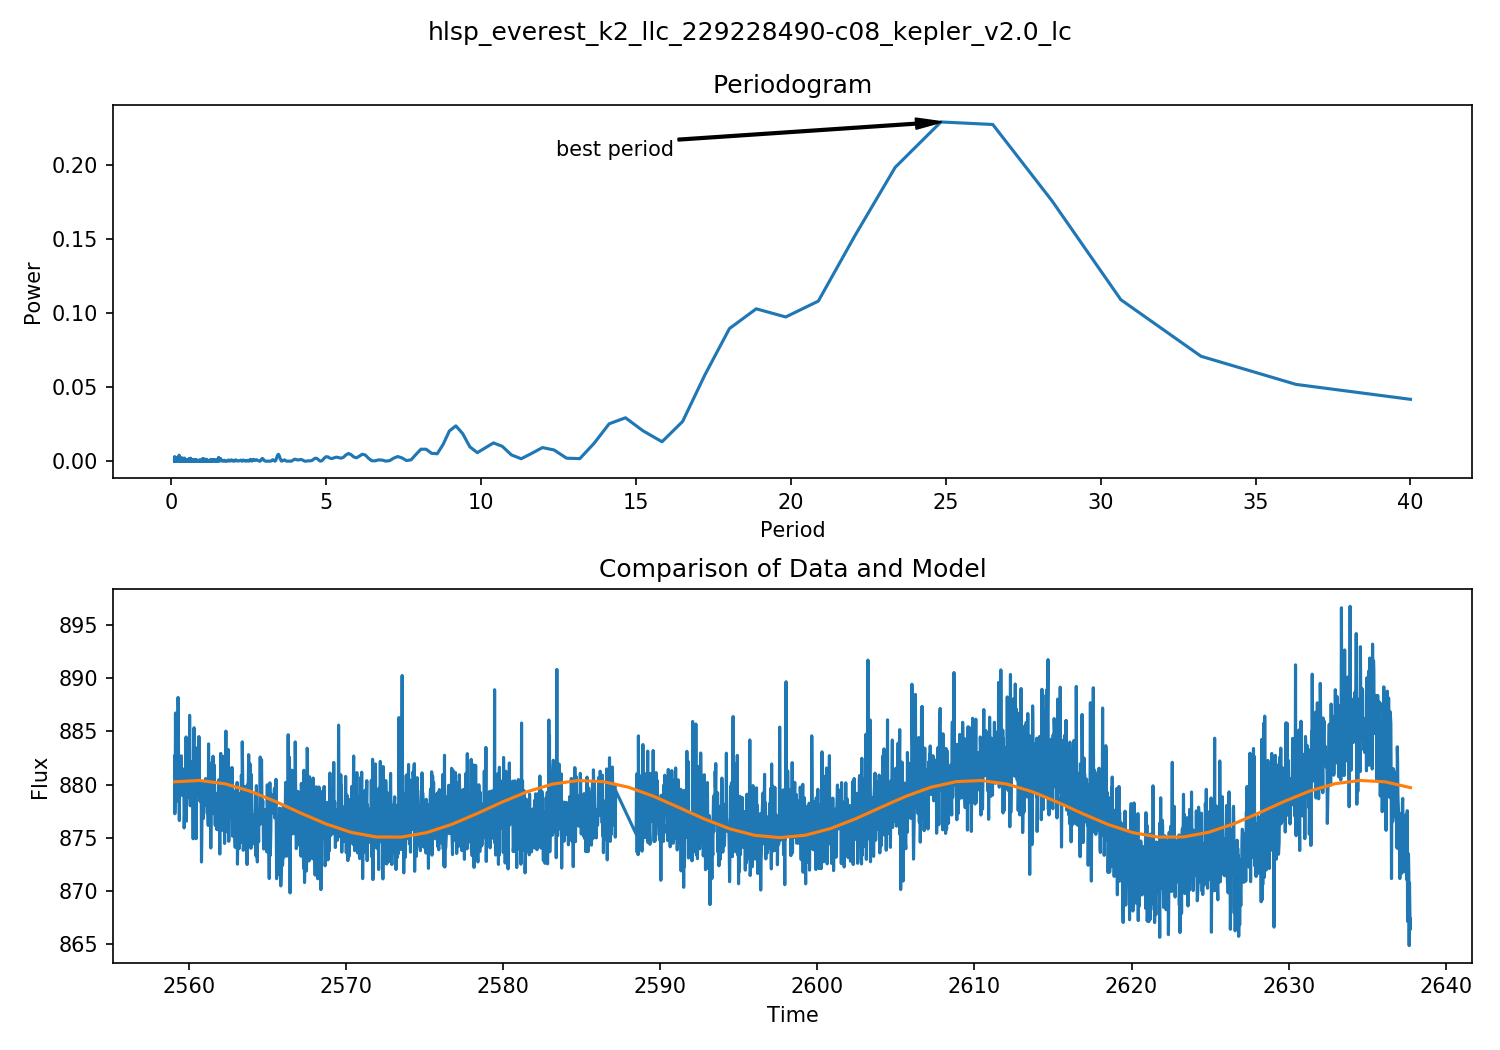 hlsp_everest_k2_llc_229228490-c08_kepler_v2.0_lc
Periodogram
best period
Power
0.20
0.15
0.10
0.05
0.00
0 5 10 15 20 25 30 35 40
Period
Comparison of Data and Model
Flux
895
890
885
880
875
870
865
2560 2570 2580 2590 2600 2610 2620 2630 2640
Time